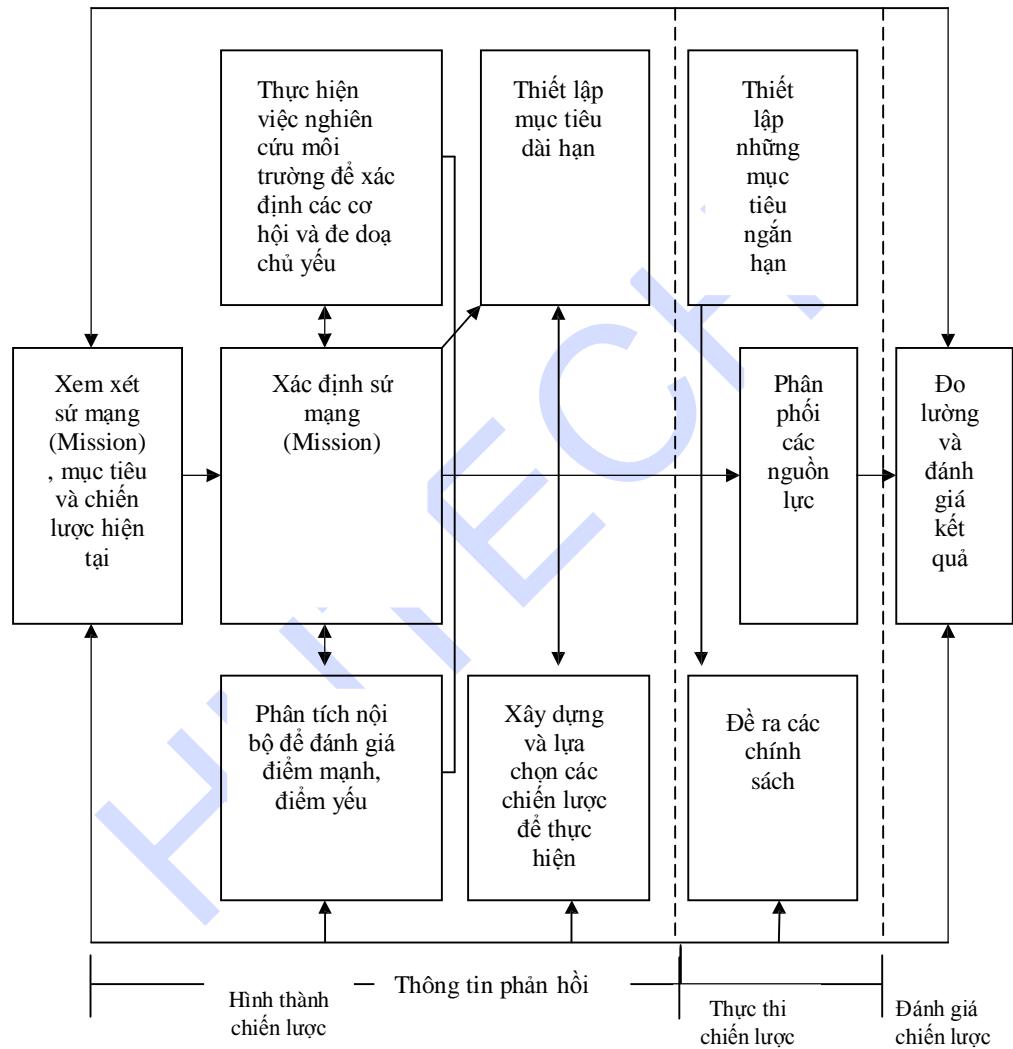 Thực hiện
việc nghiên
cứu môi
trường để xác
định các cơ
hội và đe doạ
chủ yếu
Thiết lập
mục tiêu
dài hạn
Thiết
lập
những
mục
tiêu
ngắn
hạn
Xem xét
sứ mạng
(Mission)
, mục tiêu
và chiến
lược hiện
tại
Xác định sứ
mạng
(Mission)
Phân
phối
các
nguồn
lực
Đo
lường
và
đánh
giá
kết
quả
Phân tích nội
bộ để đánh giá
điểm mạnh,
điểm yếu
Xây dựng
và lựa
chọn các
chiến lược
để thực
hiện
Đề ra các
chính
sách
Thông tin phản hồi
Hình thành
chiến lược
Thực thi
chiến lược
Đánh giá
chiến lược